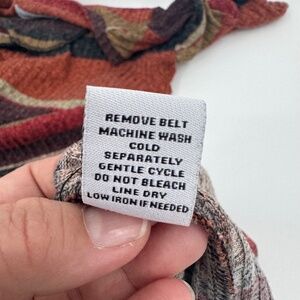 REMOVE BELT
MACHINE WASH
COLD
SEPARATELY
GENTLE CYCLE
DO NOT BLEACH
LINE DRY
LOW IRON IF NEEDED